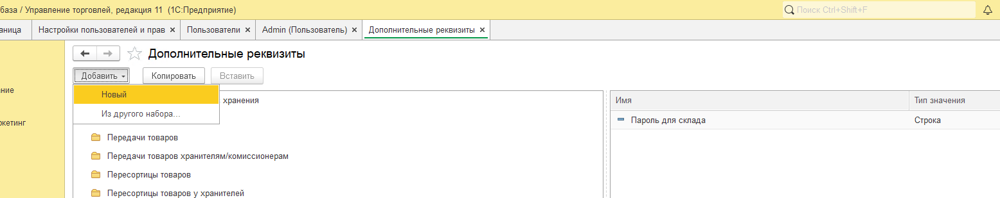 база / Управление торговлей, редакция 11 (1С:Предприятие)
Поиск Ctrl+Shift+F
аница
Настройки пользователей и прав ×
Пользователи ×
Admin (Пользователь) ×
Дополнительные реквизиты ×
Дополнительные реквизиты
Добавить
Копировать
Вставить
Новый
Из другого набора...
ание
ркетинг
хранения
Передачи товаров
Передачи товаров хранителям/комиссионерам
Пересортицы товаров
Пересортицы товаров у хранителей
Имя
Тип значения
Пароль для склада
Строка